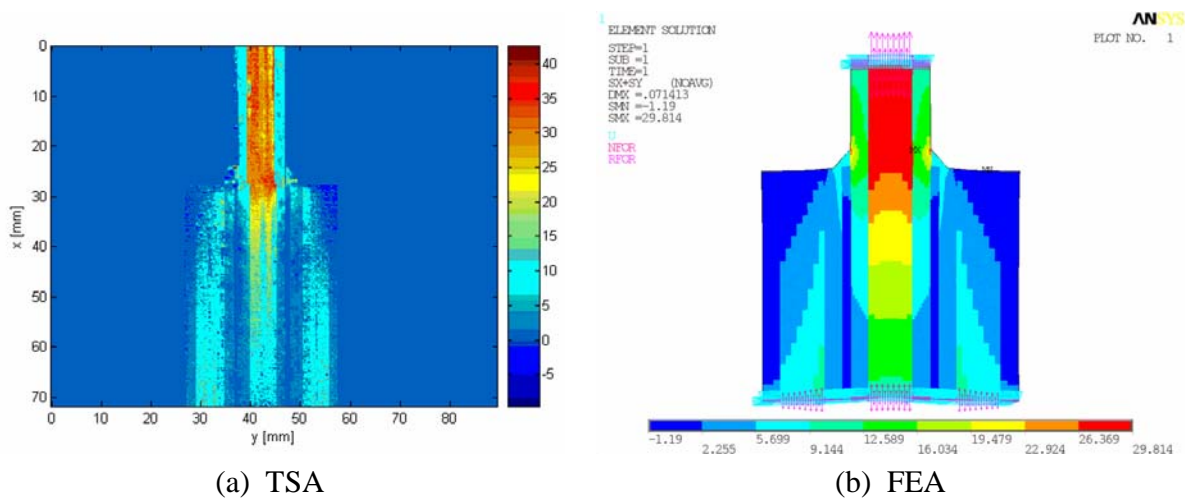 0
10
20
30
40
50
60
70
x [mm]
0 10 20 30 40 50 60 70 80
y [mm]
40
35
30
25
20
15
10
5
0
-5
(a) TSA
1
ELEMENT SOLUTION
STEP=1
SUB =1
TIME=1
SX+SY (NOAVG)
DMX =.071413
SMN =-1.19
SMX =29.814
U
NFOR
RFOR
ANSYS
PLOT NO. 1
MX
MN
-1.19 5.699 12.589 19.479 26.369
2.255 9.144 16.034 22.924 29.814
(b) FEA